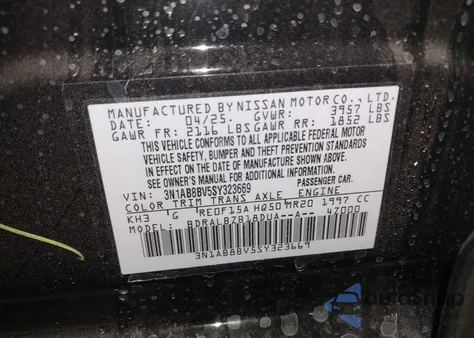 MANUFACTURED BY NISSAN MOTOR CO., LTD.
DATE: 04/25 GVWR: 3957 LBS
GAWR FR: 2116 LBS GAWR RR: 1852 LBS
THIS VEHICLE CONFORMS TO ALL APPLICABLE FEDERAL MOTOR
VEHICLE SAFETY, BUMPER AND THEFT PREVENTION STANDARDS
IN EFFECT ON THE DATE OF MANUFACTURE SHOWN ABOVE.
SEE OWNER'S MANUAL FOR ADDITIONAL INFORMATION.
VIN: 3N1AB8BV5SY323669 PASSENGER CAR.
COLOR TRIM TRANS AXLE ENGINE
KH3 G RE0F15A HQ50 MR20 1997 CC
MODEL: BDRALBZB18DUA--A-- 47000
3N1AB8BV5SY323669
AutoSnap